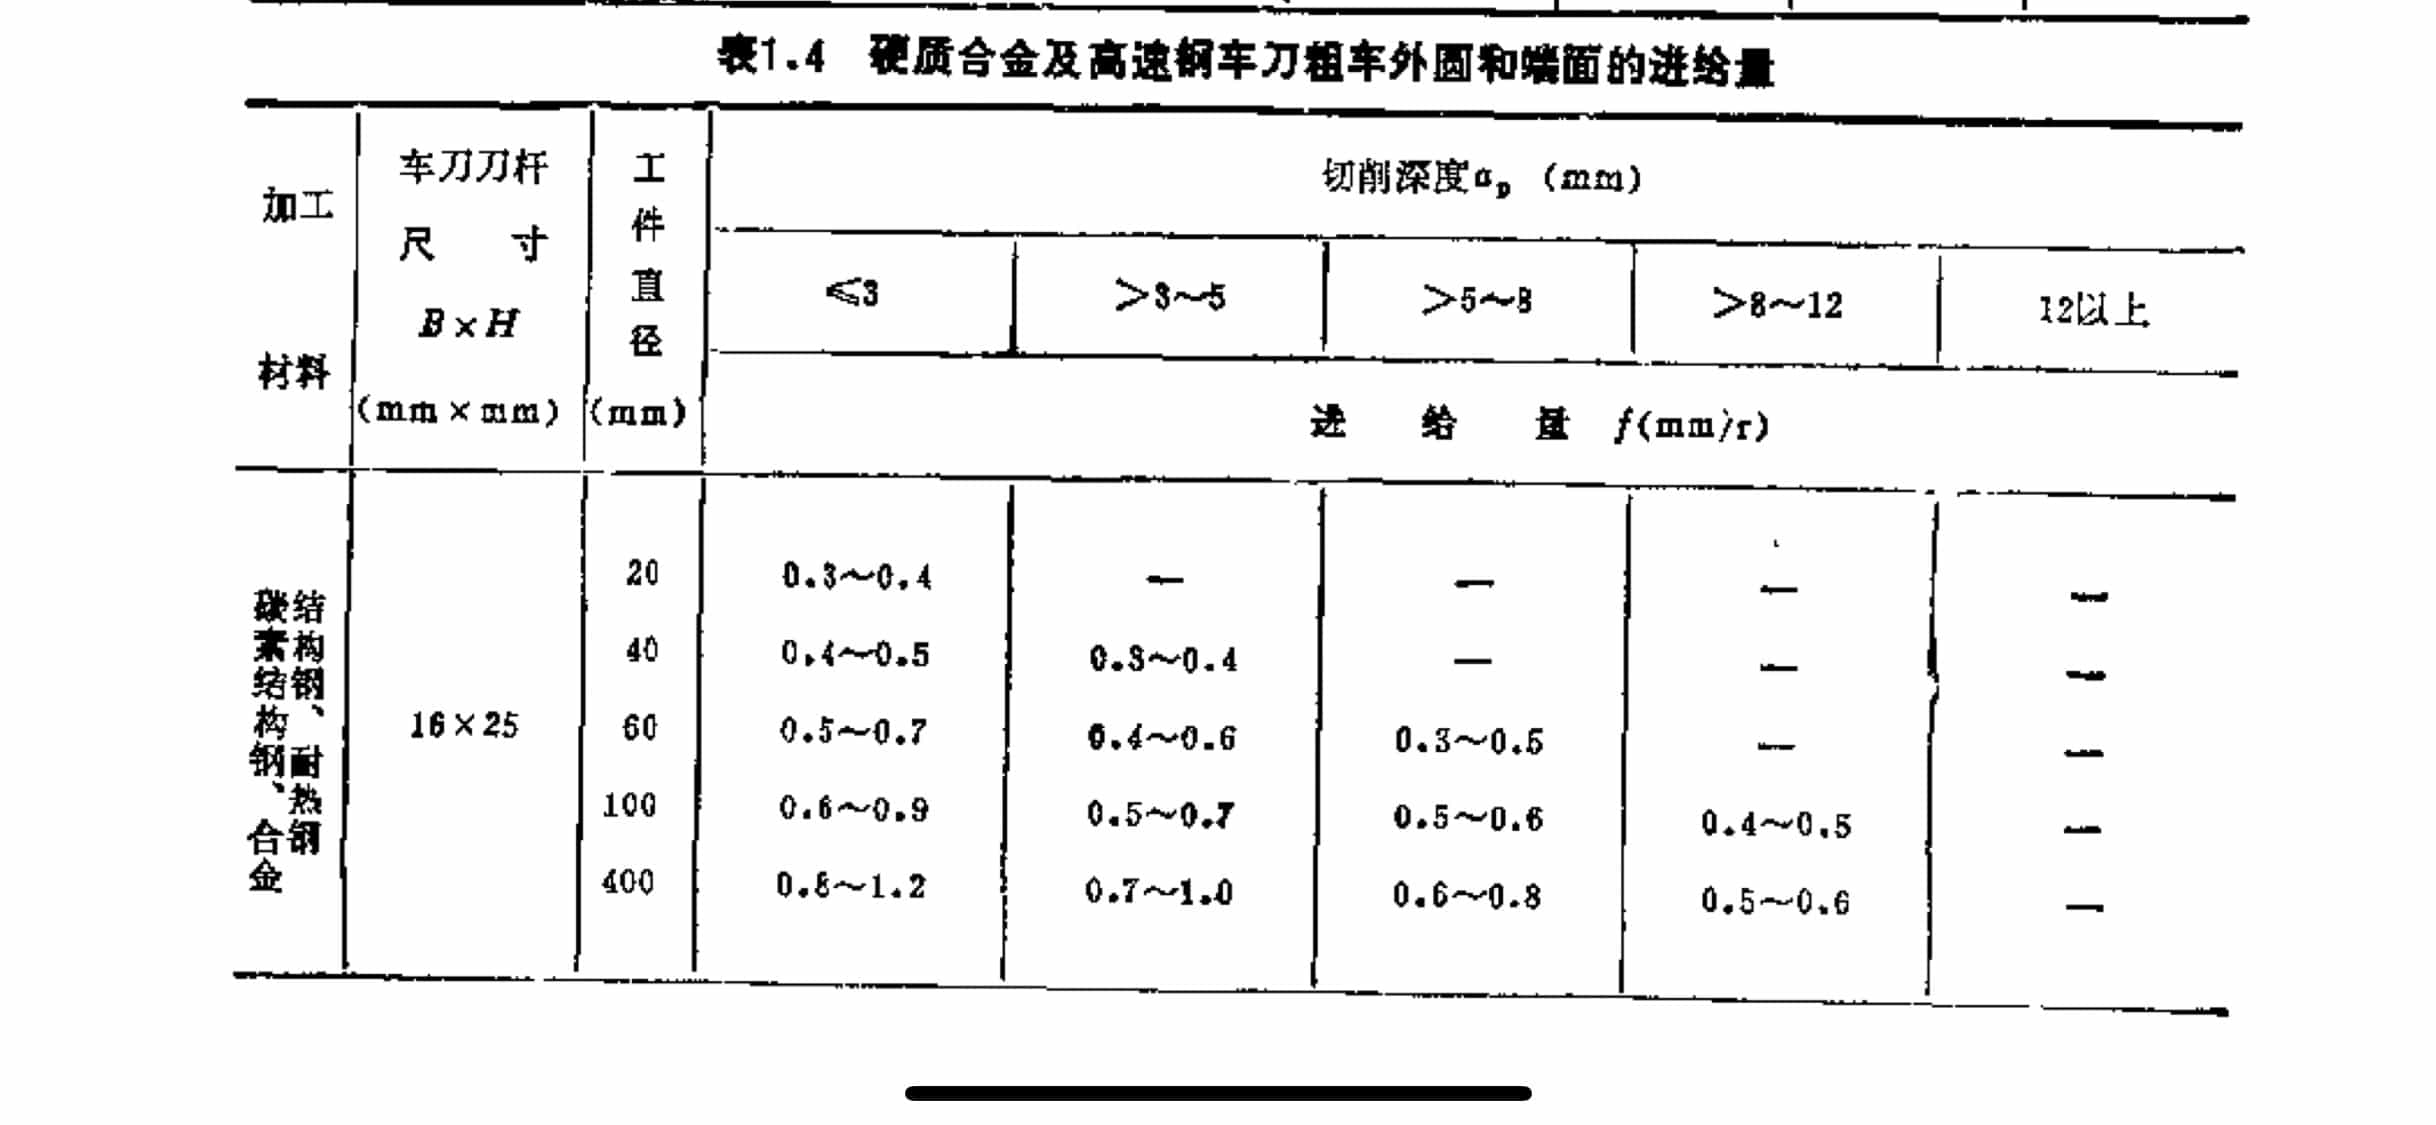 表1.4 硬质合金及高速钢车刀粗车外圆和端面的进给量
加工材料 车刀刀杆尺寸 B×H (mm×mm) 工件直径 (mm) 切削深度ap (mm)
≤3 >3~5 >5~8 >8~12 12以上
进给量 f(mm/r)
碳素结构钢、合金结构钢、耐热钢
16×25
20 0.3~0.4 — — — —
40 0.4~0.5 0.3~0.4 — — —
60 0.5~0.7 0.4~0.6 0.3~0.5 — —
100 0.6~0.9 0.5~0.7 0.5~0.6 0.4~0.5 —
400 0.8~1.2 0.7~1.0 0.6~0.8 0.5~0.6 —